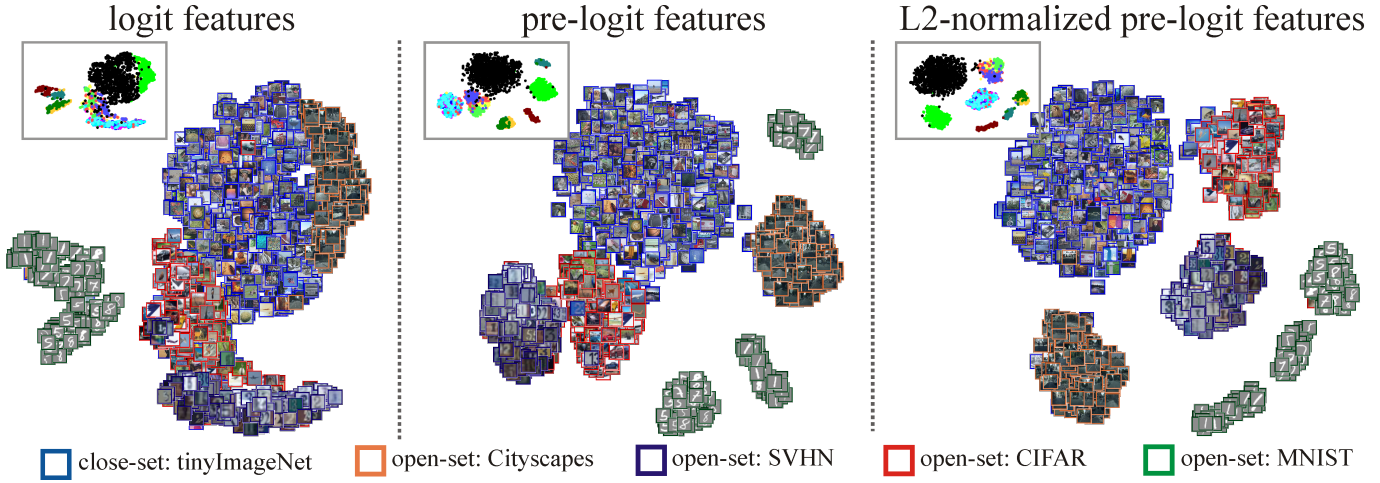 logit features
pre-logit features
L2-normalized pre-logit features
close-set: tinyImageNet
open-set: Cityscapes
open-set: SVHN
open-set: CIFAR
open-set: MNIST